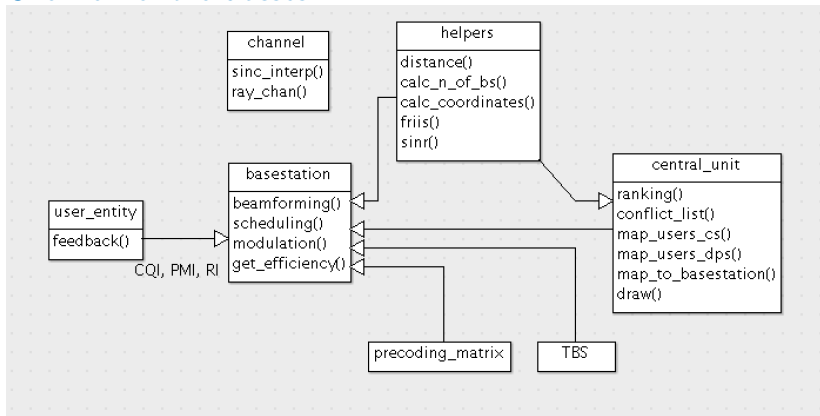 channel
sinc_interp()
ray_chan()
helpers
distance()
calc_n_of_bs()
calc_coordinates()
friis()
sinr()
basestation
beamforming()
scheduling()
modulation()
get_efficiency()
central_unit
ranking()
conflict_list()
map_users_cs()
map_users_dps()
map_to_basestation()
draw()
user_entity
feedback()
CQI, PMI, RI
precoding_matrix
TBS